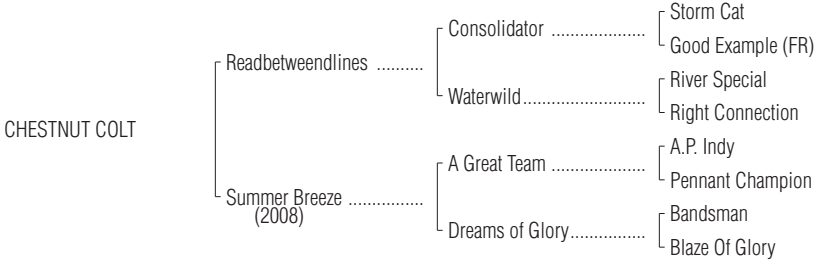 Storm Cat
Consolidator ....................
Good Example (FR)
Readbetweendlines ..........
River Special
Waterwild..........................
Right Connection
CHESTNUT COLT
A.P. Indy
A Great Team ....................
Pennant Champion
Summer Breeze ................
(2008)
Bandsman
Dreams of Glory................
Blaze Of Glory